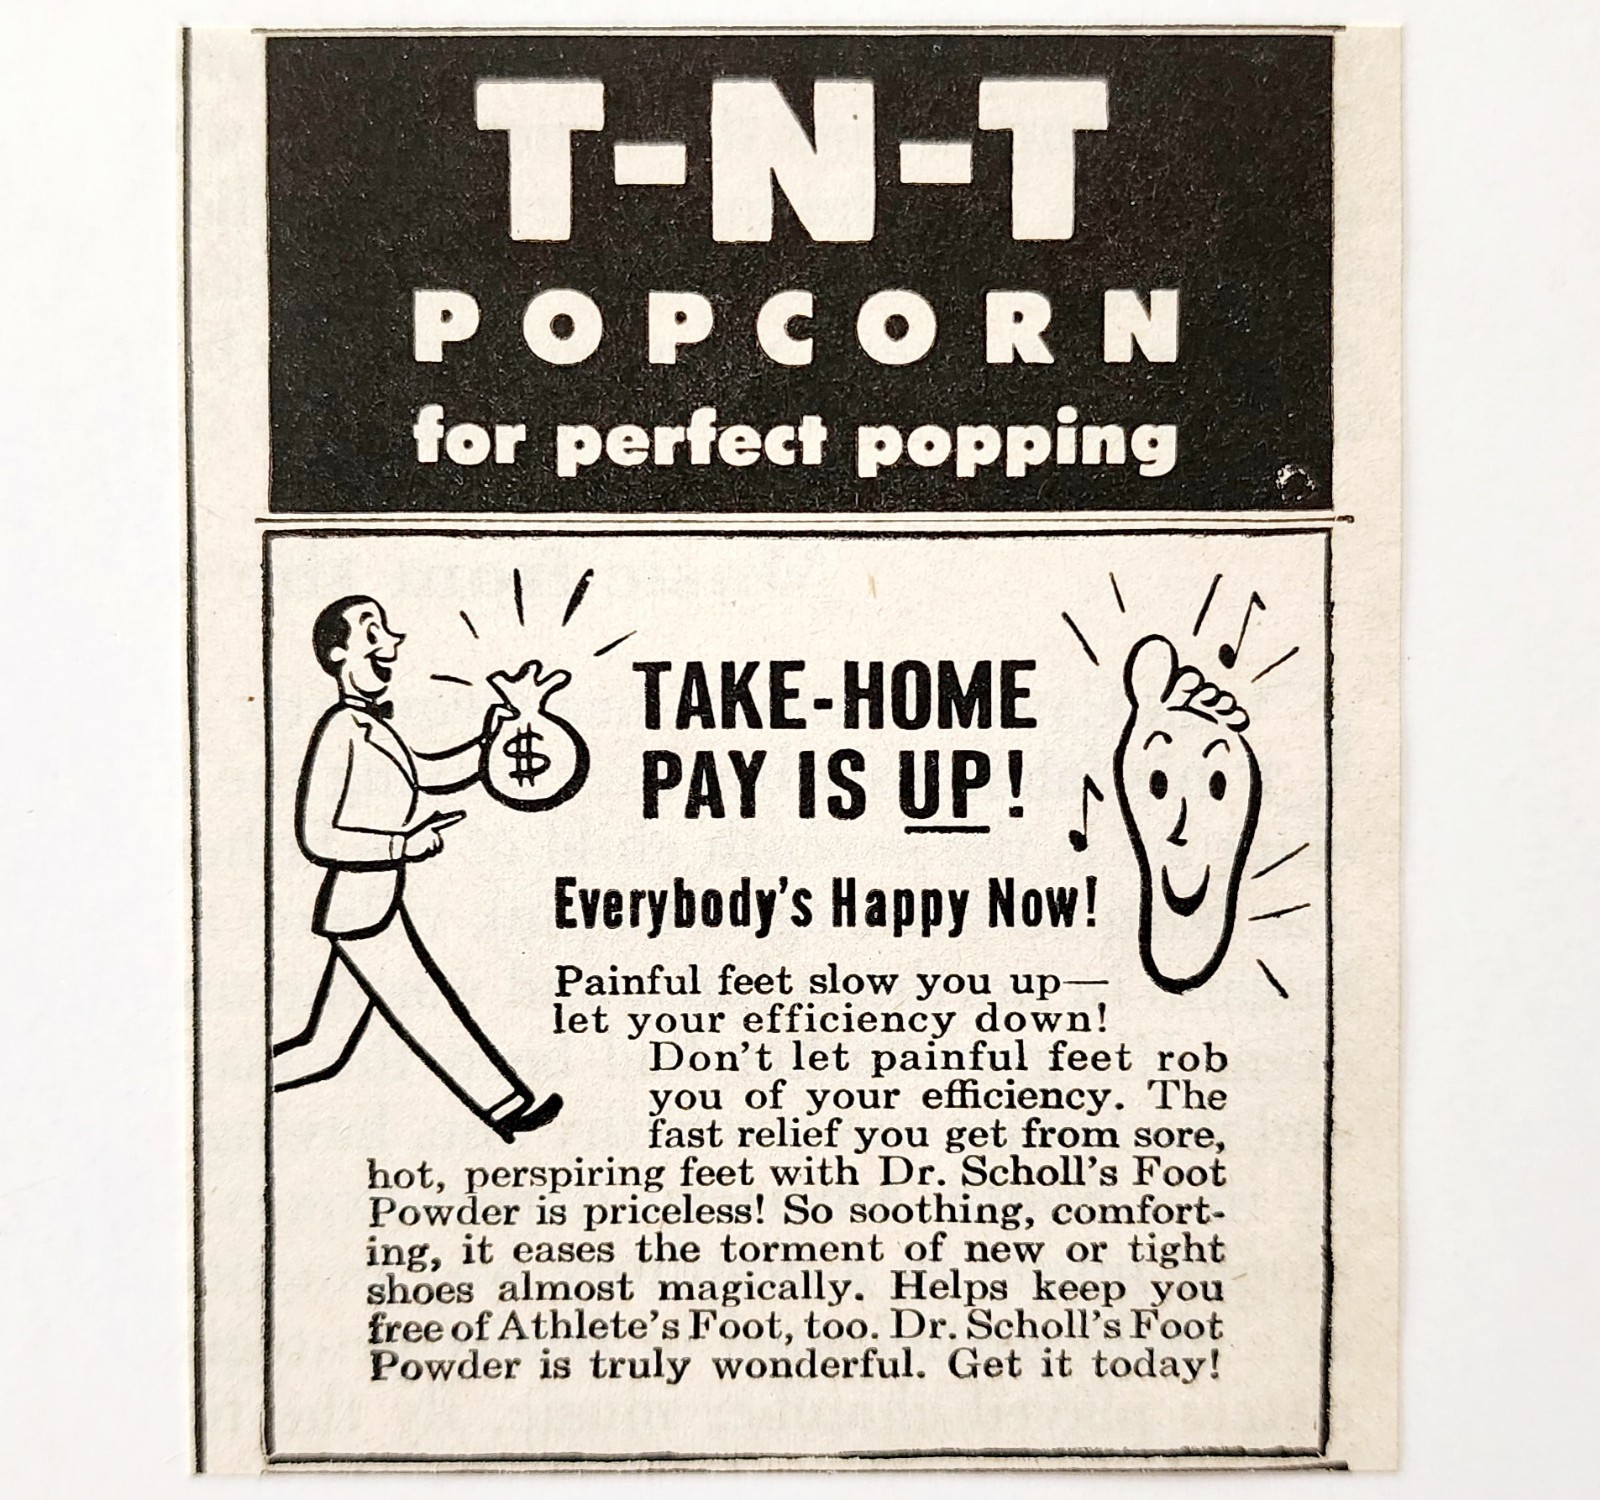 T-N-T
POPCORN
for perfect popping
$
TAKE-HOME
PAY IS UP!
Everybody's Happy Now!
Painful feet slow you up—
let your efficiency down!
Don't let painful feet rob
you of your efficiency. The
fast relief you get from sore,
hot, perspiring feet with Dr. Scholl's Foot
Powder is priceless! So soothing, comfort-
ing, it eases the torment of new or tight
shoes almost magically. Helps keep you
free of Athlete's Foot, too. Dr. Scholl's Foot
Powder is truly wonderful. Get it today!